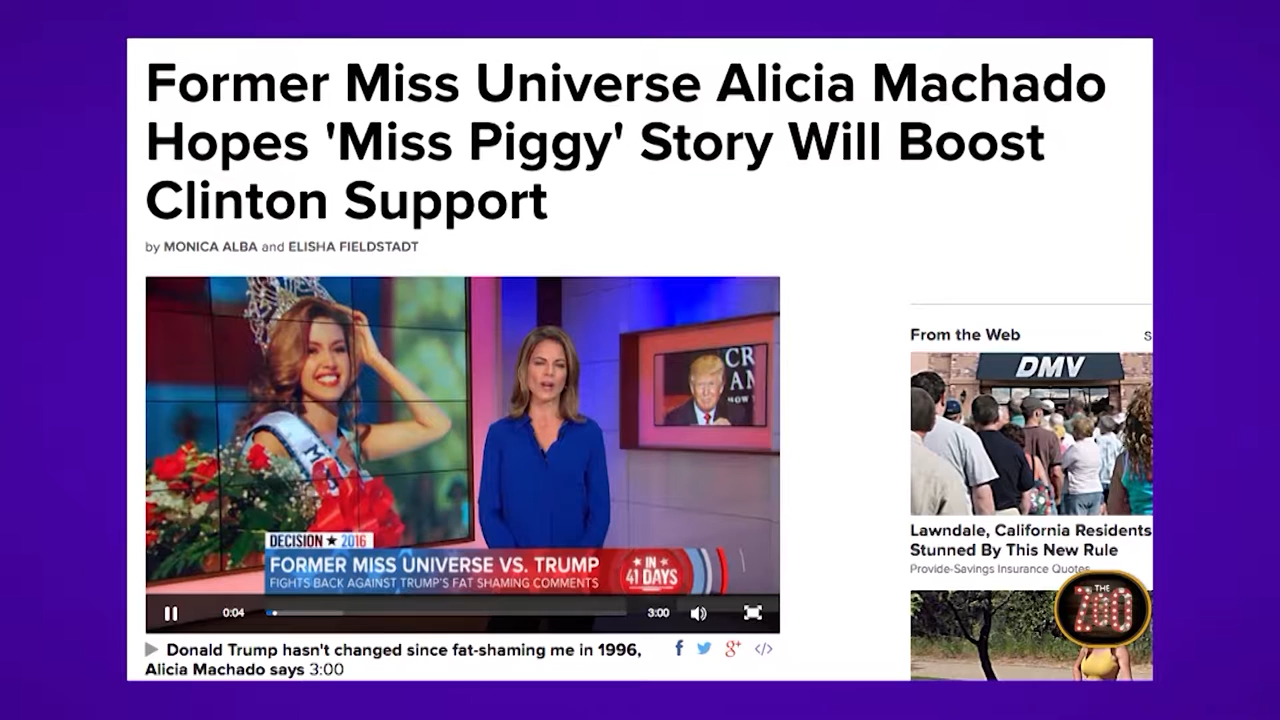 Former Miss Universe Alicia Machado
Hopes 'Miss Piggy' Story Will Boost
Clinton Support
by MONICA ALBA and ELISHA FIELDSTADT
CR
AM
HOW
DECISION ★ 2016
FORMER MISS UNIVERSE VS. TRUMP
FIGHTS BACK AGAINST TRUMP'S FAT SHAMING COMMENTS
IN
41 DAYS
0:04
3:00
Donald Trump hasn't changed since fat-shaming me in 1996,
Alicia Machado says 3:00
f
g+
</>
From the Web
S
DMV
Lawndale, California Residents
Stunned By This New Rule
Provide-Savings Insurance Quotes
THE
ZOO